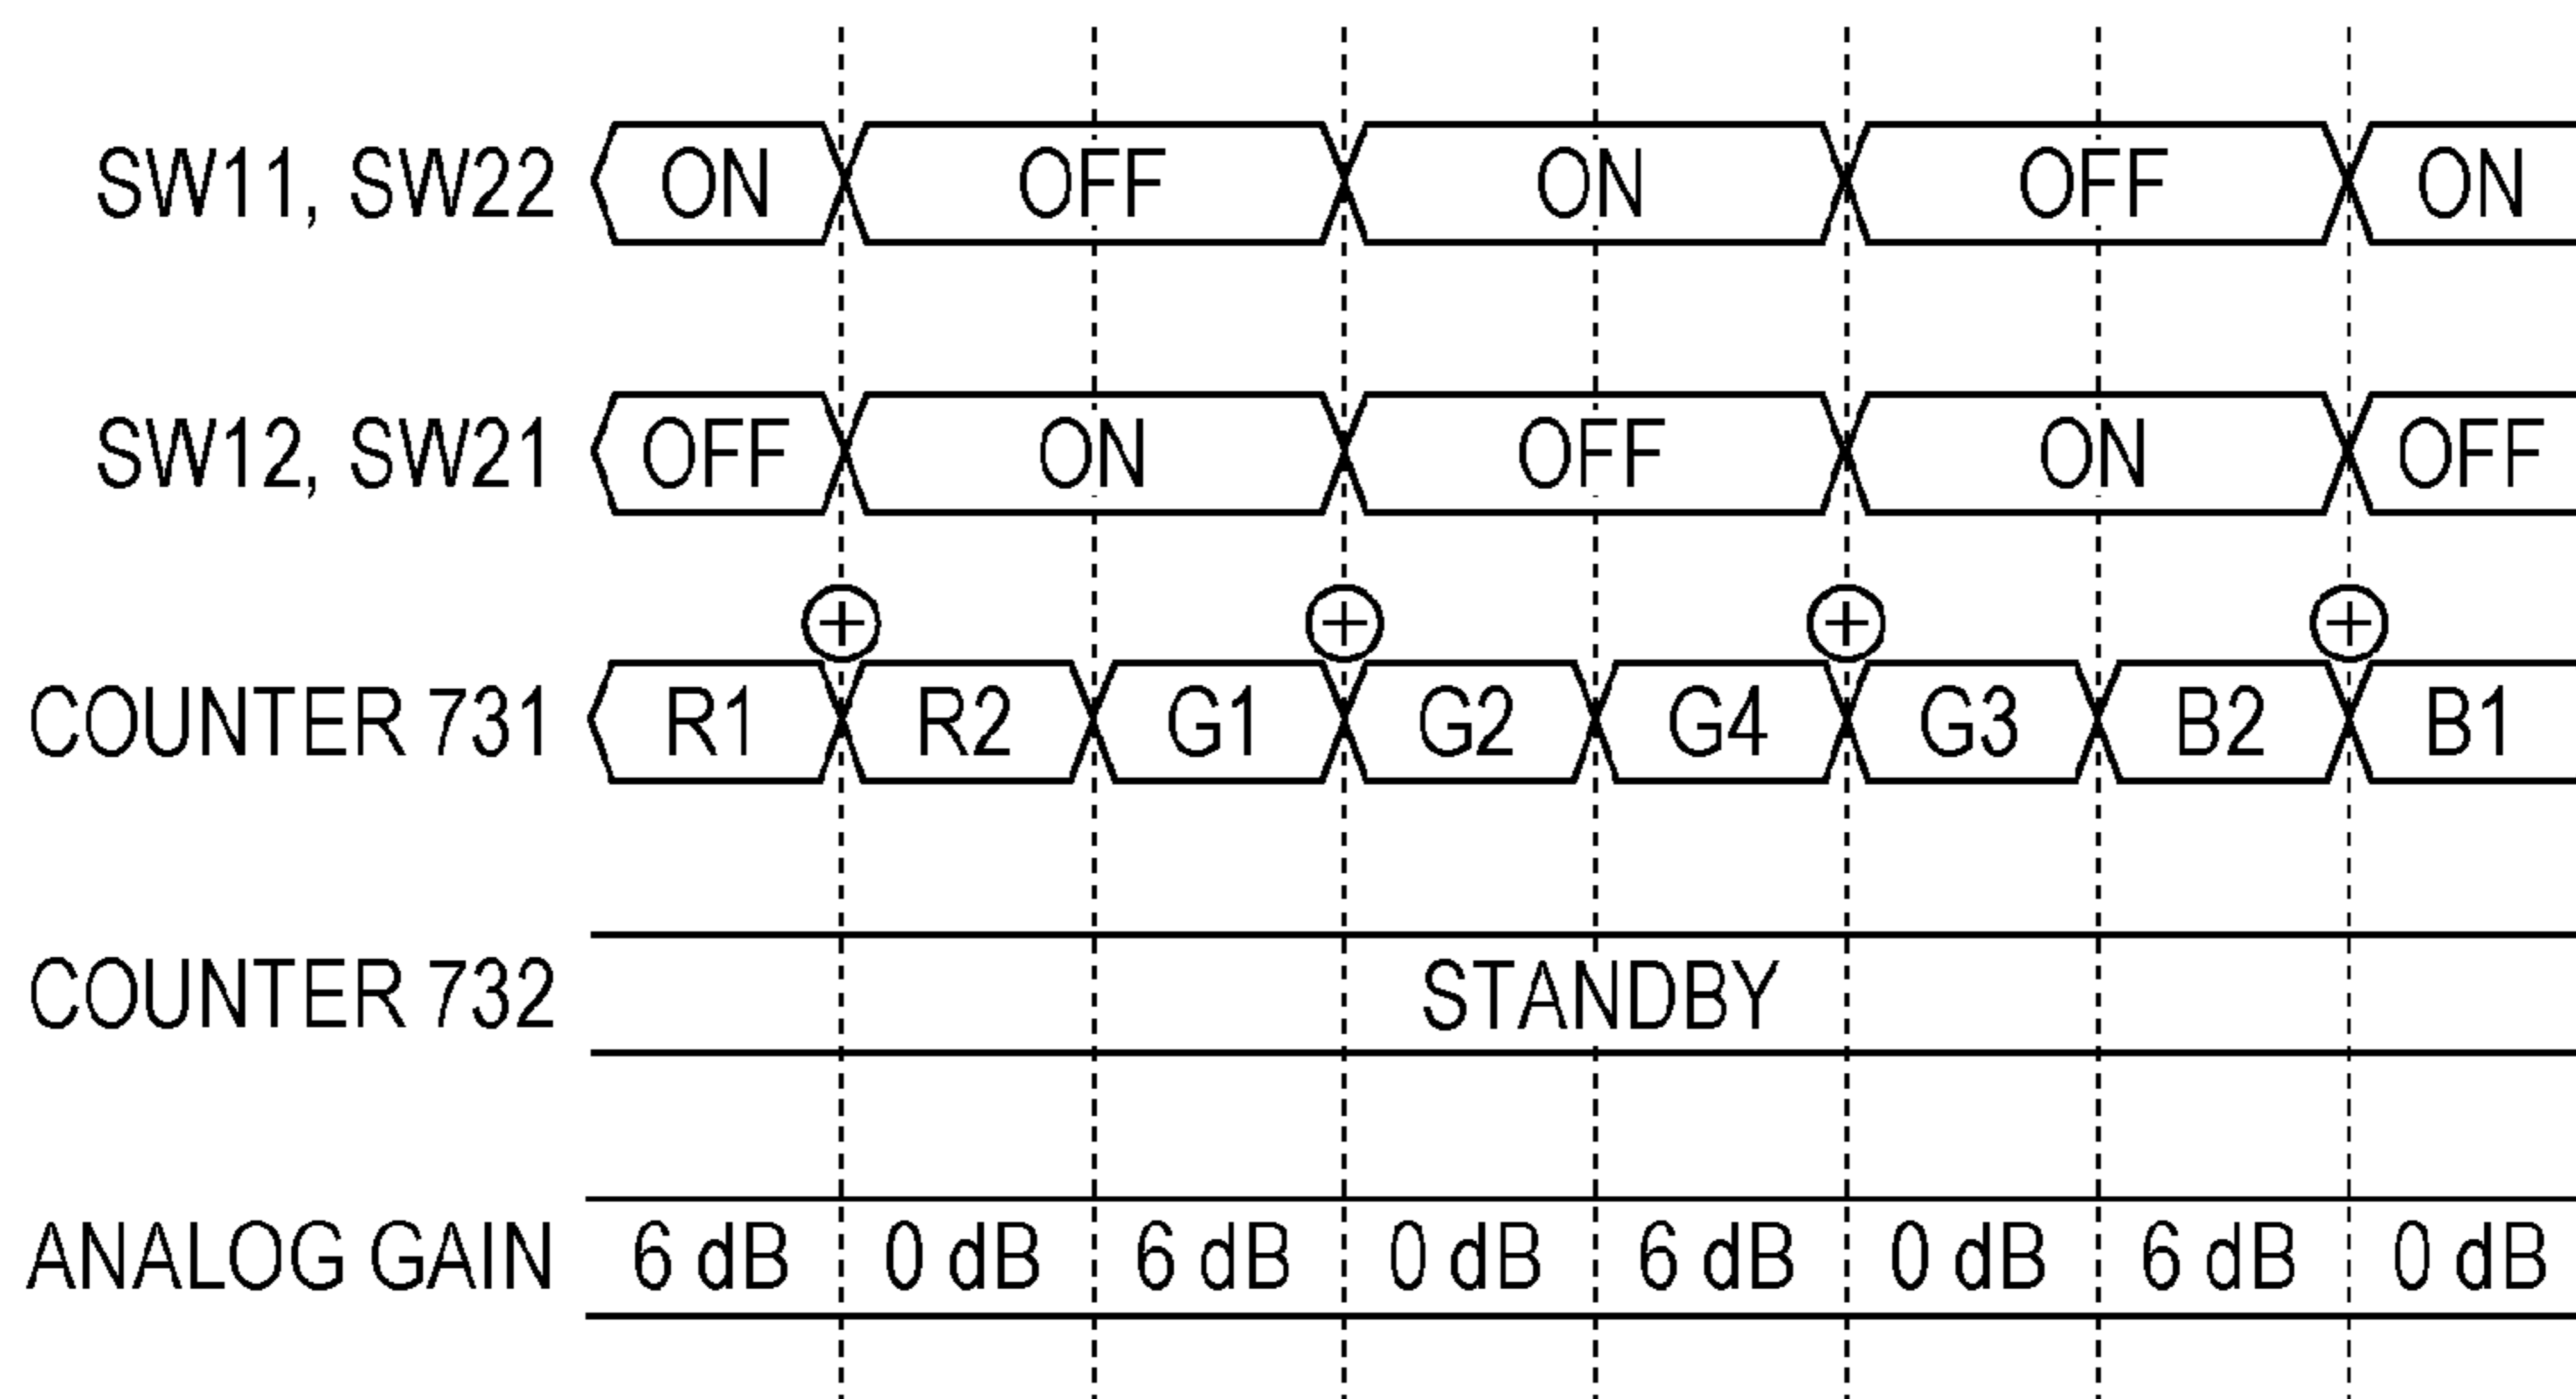 SW11, SW22 ON OFF ON OFF ON
SW12, SW21 OFF ON OFF ON OFF
+ + + +
COUNTER 731 R1 R2 G1 G2 G4 G3 B2 B1
COUNTER 732 STANDBY
ANALOG GAIN 6 dB 0 dB 6 dB 0 dB 6 dB 0 dB 6 dB 0 dB